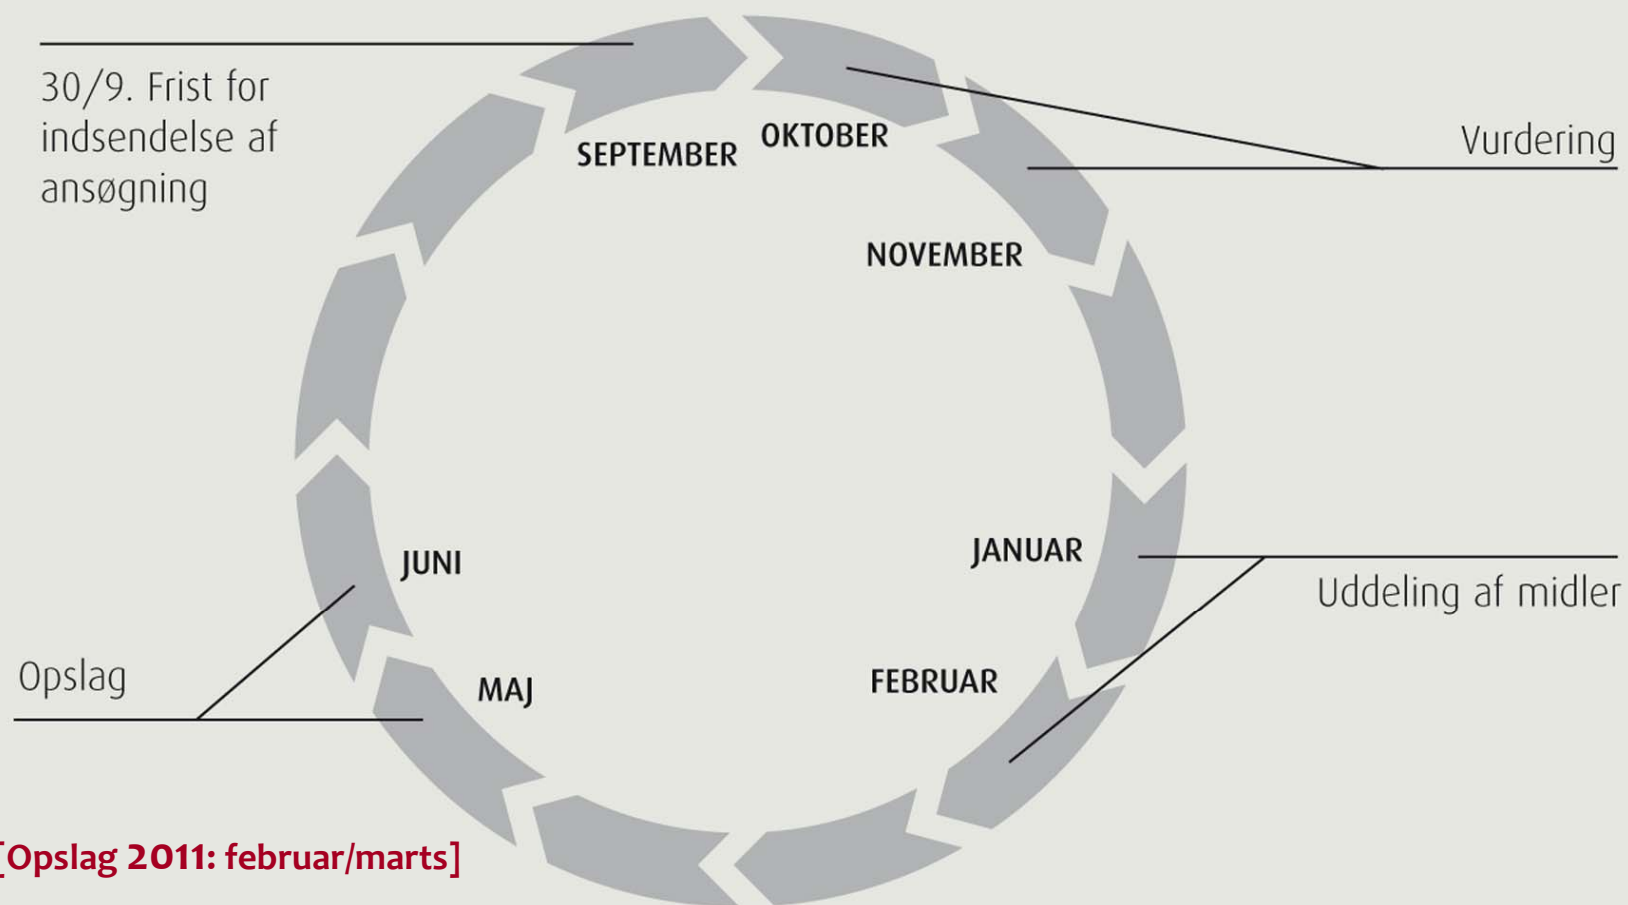 30/9. Frist for
indsendelse af
ansøgning
SEPTEMBER
OKTOBER
Vurdering
NOVEMBER
JANUAR
Uddeling af midler
FEBRUAR
JUNI
MAJ
Opslag
[Opslag 2011: februar/marts]